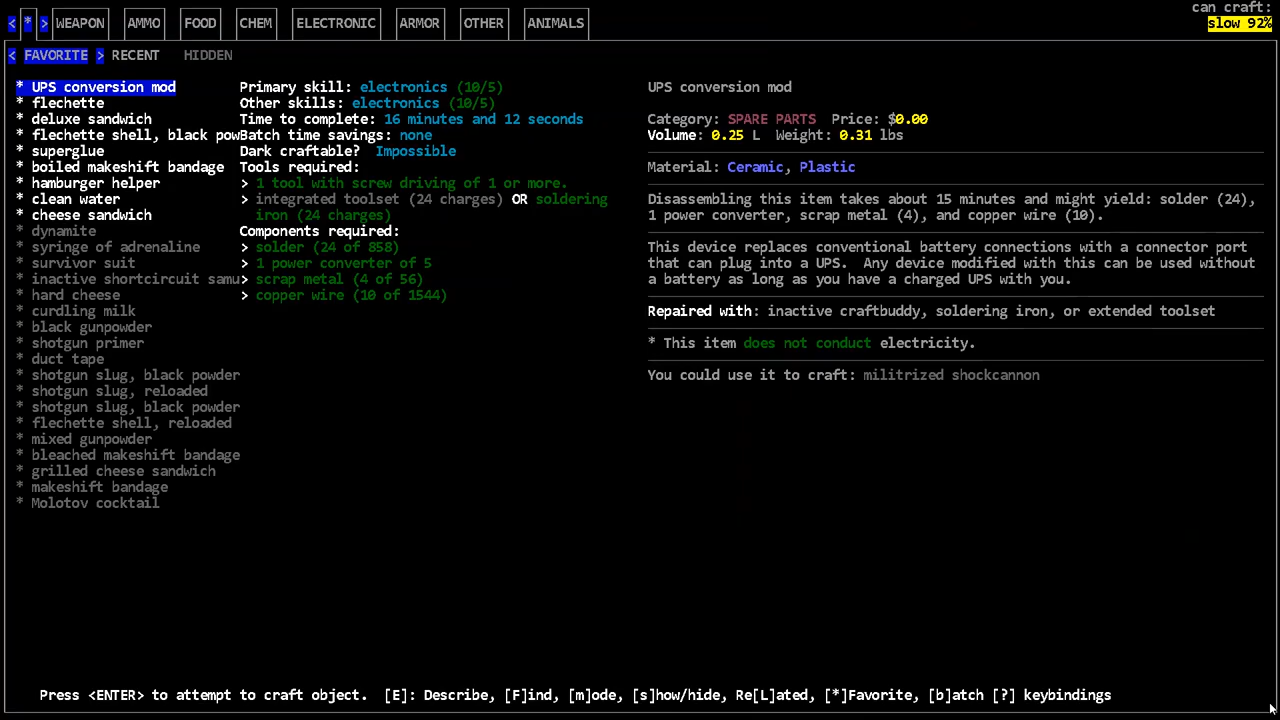 can craft:
< * > WEAPON AMMO FOOD CHEM ELECTRONIC ARMOR OTHER ANIMALS slow 92%
< FAVORITE > RECENT HIDDEN
* UPS conversion mod
* flechette
* deluxe sandwich
* flechette shell, black pow
* superglue
* boiled makeshift bandage
* hamburger helper
* clean water
* cheese sandwich
* dynamite
* syringe of adrenaline
* survivor suit
* inactive shortcircuit samu
* hard cheese
* curdling milk
* black gunpowder
* shotgun primer
* duct tape
* shotgun slug, black powder
* shotgun slug, reloaded
* shotgun slug, black powder
* flechette shell, reloaded
* mixed gunpowder
* bleached makeshift bandage
* grilled cheese sandwich
* makeshift bandage
* Molotov cocktail
Primary skill: electronics (10/5)
Other skills: electronics (10/5)
Time to complete: 16 minutes and 12 seconds
Batch time savings: none
Dark craftable? Impossible
Tools required:
> 1 tool with screw driving of 1 or more.
> integrated toolset (24 charges) OR soldering
iron (24 charges)
Components required:
> solder (24 of 858)
> 1 power converter of 5
> scrap metal (4 of 56)
> copper wire (10 of 1544)
UPS conversion mod
Category: SPARE PARTS Price: $0.00
Volume: 0.25 L Weight: 0.31 lbs
Material: Ceramic, Plastic
Disassembling this item takes about 15 minutes and might yield: solder (24),
1 power converter, scrap metal (4), and copper wire (10).
This device replaces conventional battery connections with a connector port
that can plug into a UPS. Any device modified with this can be used without
a battery as long as you have a charged UPS with you.
Repaired with: inactive craftbuddy, soldering iron, or extended toolset
* This item does not conduct electricity.
You could use it to craft: militrized shockcannon
Press <ENTER> to attempt to craft object. [E]: Describe, [F]ind, [m]ode, [s]how/hide, Re[L]ated, [*]Favorite, [b]atch [?] keybindings